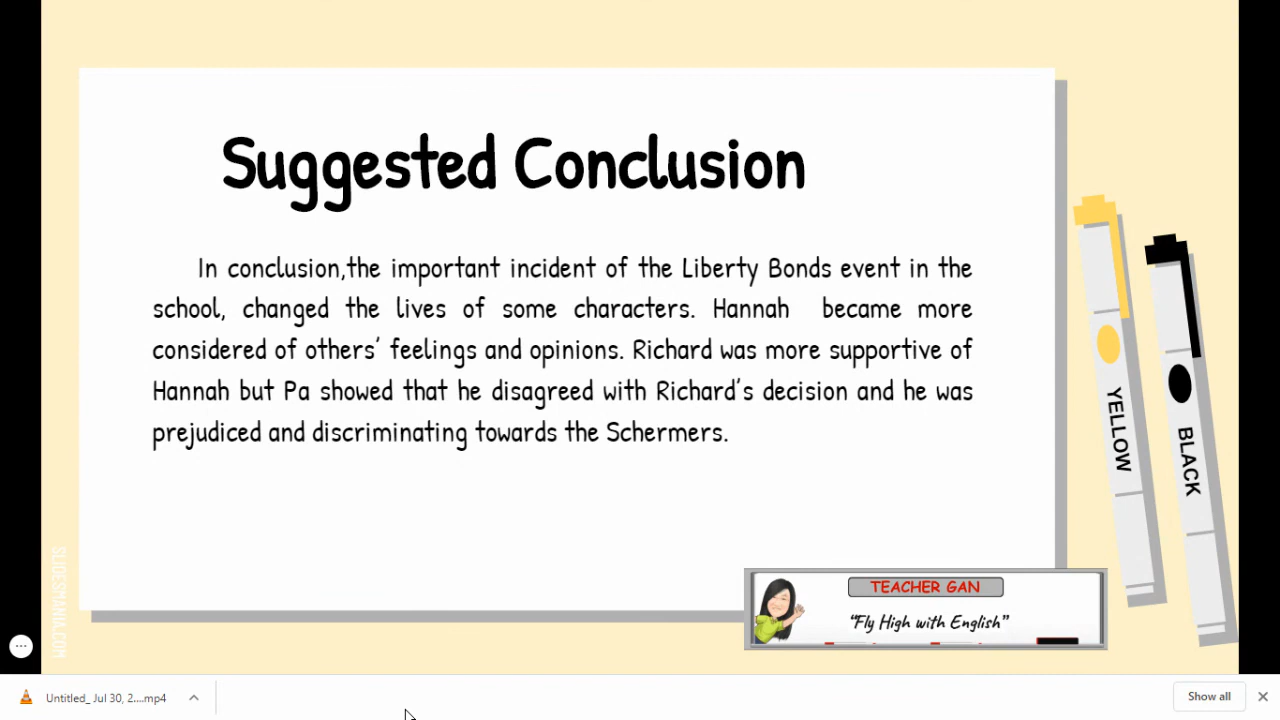 Suggested Conclusion
In conclusion,the important incident of the Liberty Bonds event in the
school, changed the lives of some characters. Hannah became more
considered of others’ feelings and opinions. Richard was more supportive of
Hannah but Pa showed that he disagreed with Richard’s decision and he was
prejudiced and discriminating towards the Schermers.
YELLOW
BLACK
SLIDESMANIA.COM
TEACHER GAN
“Fly High with English”
Untitled_ Jul 30, 2....mp4
Show all